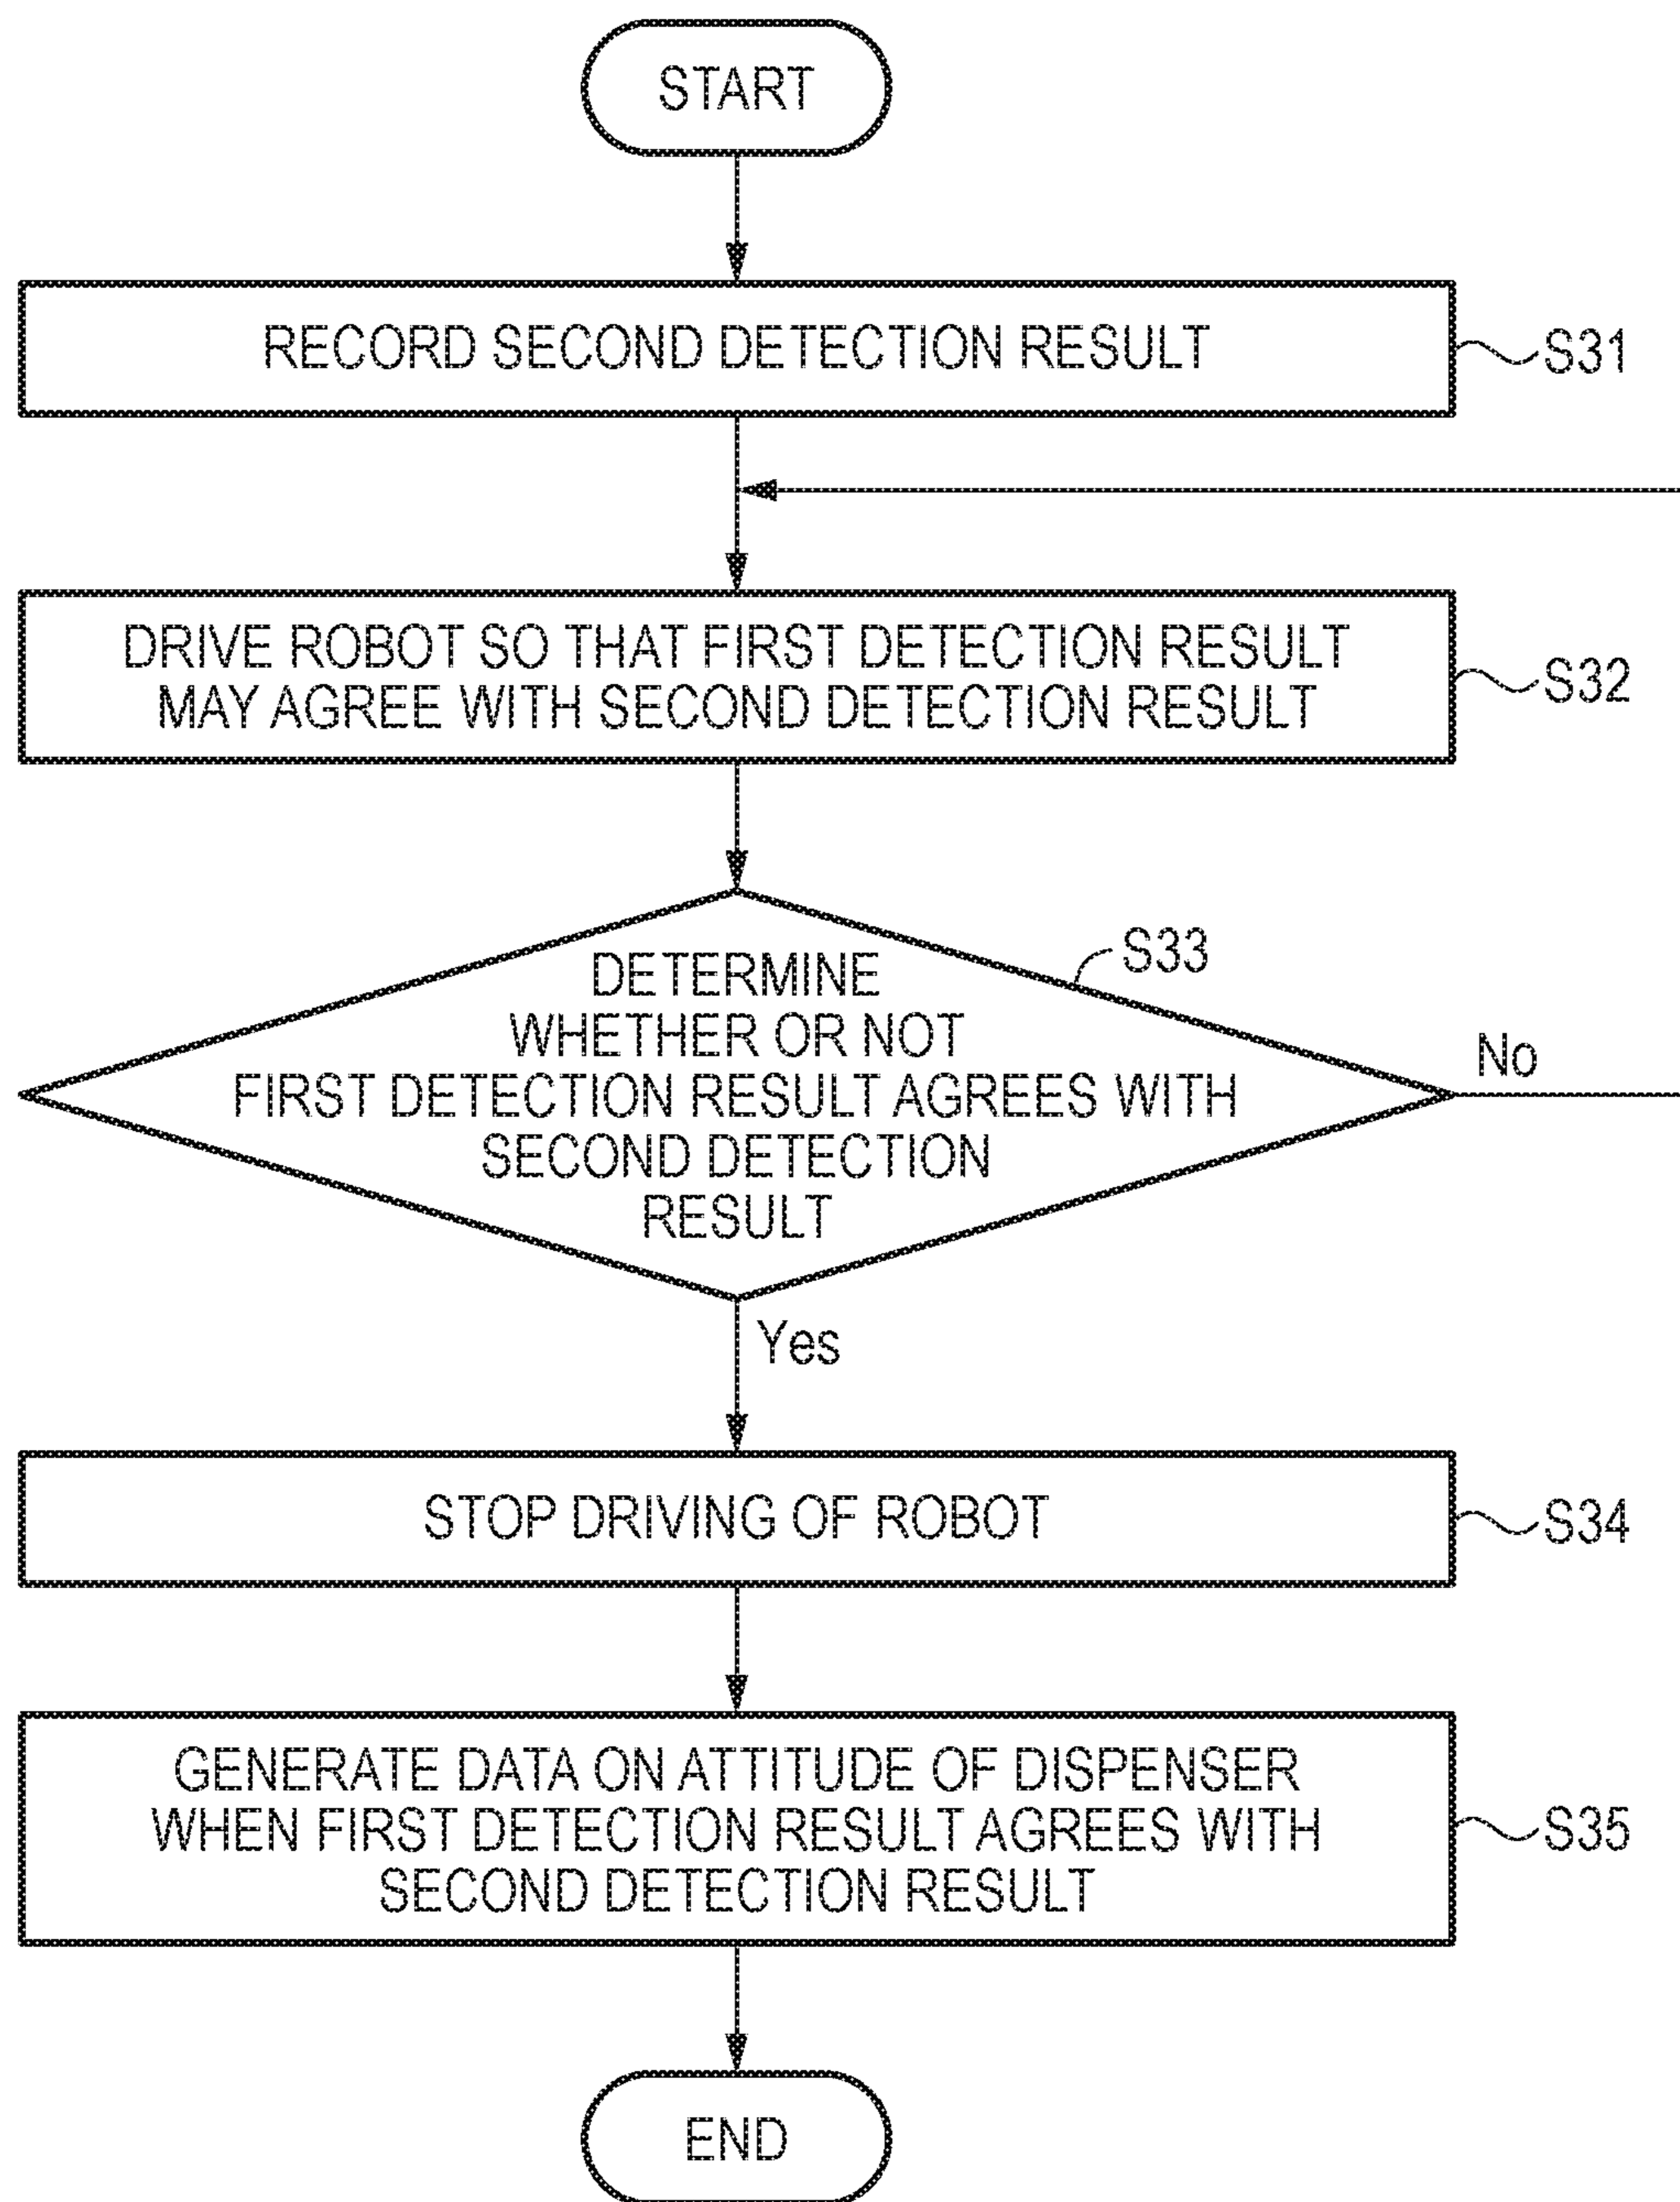 START
RECORD SECOND DETECTION RESULT
S31
DRIVE ROBOT SO THAT FIRST DETECTION RESULT
MAY AGREE WITH SECOND DETECTION RESULT
S32
S33
DETERMINE
WHETHER OR NOT
FIRST DETECTION RESULT AGREES WITH
SECOND DETECTION
RESULT
No
Yes
STOP DRIVING OF ROBOT
S34
GENERATE DATA ON ATTITUDE OF DISPENSER
WHEN FIRST DETECTION RESULT AGREES WITH
SECOND DETECTION RESULT
S35
END